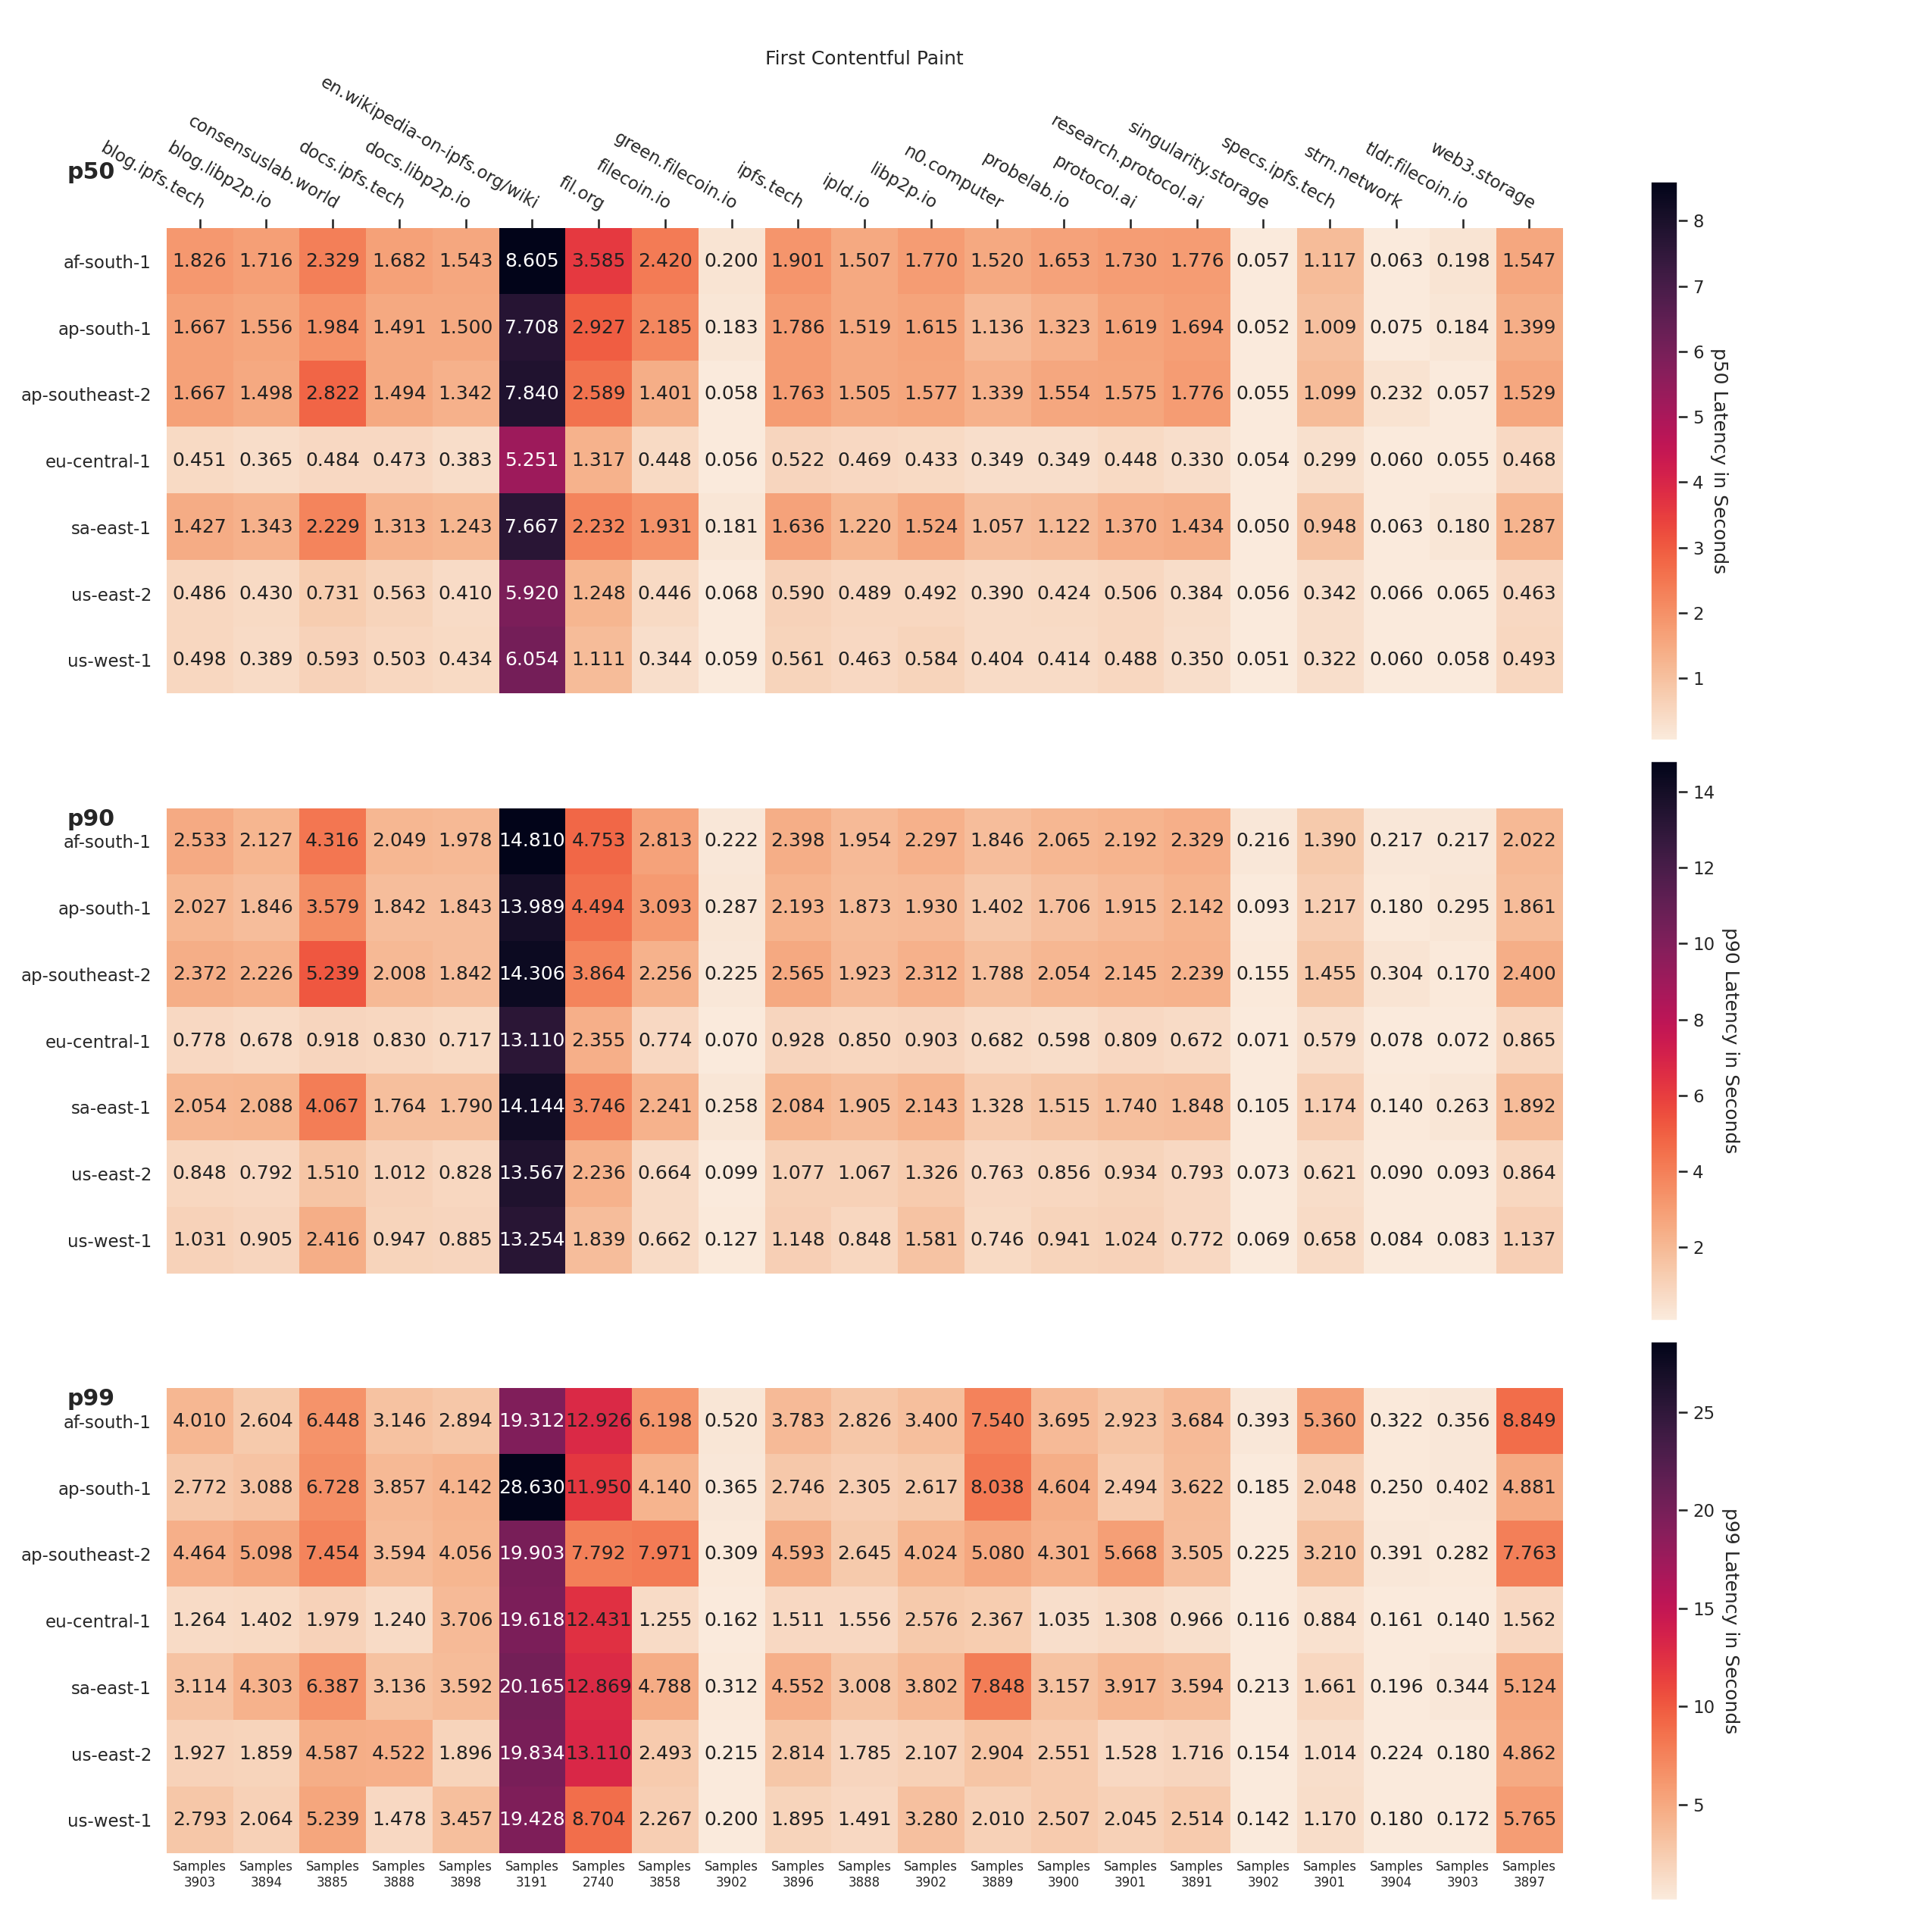 First Contentful Paint
p50
blog.ipfs.tech
blog.libp2p.io
consensuslab.world
docs.ipfs.tech
docs.libp2p.io
en.wikipedia-on-ipfs.org/wiki
fil.org
filecoin.io
green.filecoin.io
ipfs.tech
ipld.io
libp2p.io
n0.computer
probelab.io
protocol.ai
research.protocol.ai
singularity.storage
specs.ipfs.tech
strn.network
tldr.filecoin.io
web3.storage
af-south-1 1.826 1.716 2.329 1.682 1.543 8.605 3.585 2.420 0.200 1.901 1.507 1.770 1.520 1.653 1.730 1.776 0.057 1.117 0.063 0.198 1.547
ap-south-1 1.667 1.556 1.984 1.491 1.500 7.708 2.927 2.185 0.183 1.786 1.519 1.615 1.136 1.323 1.619 1.694 0.052 1.009 0.075 0.184 1.399
ap-southeast-2 1.667 1.498 2.822 1.494 1.342 7.840 2.589 1.401 0.058 1.763 1.505 1.577 1.339 1.554 1.575 1.776 0.055 1.099 0.232 0.057 1.529
eu-central-1 0.451 0.365 0.484 0.473 0.383 5.251 1.317 0.448 0.056 0.522 0.469 0.433 0.349 0.349 0.448 0.330 0.054 0.299 0.060 0.055 0.468
sa-east-1 1.427 1.343 2.229 1.313 1.243 7.667 2.232 1.931 0.181 1.636 1.220 1.524 1.057 1.122 1.370 1.434 0.050 0.948 0.063 0.180 1.287
us-east-2 0.486 0.430 0.731 0.563 0.410 5.920 1.248 0.446 0.068 0.590 0.489 0.492 0.390 0.424 0.506 0.384 0.056 0.342 0.066 0.065 0.463
us-west-1 0.498 0.389 0.593 0.503 0.434 6.054 1.111 0.344 0.059 0.561 0.463 0.584 0.404 0.414 0.488 0.350 0.051 0.322 0.060 0.058 0.493
8
7
6
5
4
3
2
1
p50 Latency in Seconds
p90
af-south-1 2.533 2.127 4.316 2.049 1.978 14.810 4.753 2.813 0.222 2.398 1.954 2.297 1.846 2.065 2.192 2.329 0.216 1.390 0.217 0.217 2.022
ap-south-1 2.027 1.846 3.579 1.842 1.843 13.989 4.494 3.093 0.287 2.193 1.873 1.930 1.402 1.706 1.915 2.142 0.093 1.217 0.180 0.295 1.861
ap-southeast-2 2.372 2.226 5.239 2.008 1.842 14.306 3.864 2.256 0.225 2.565 1.923 2.312 1.788 2.054 2.145 2.239 0.155 1.455 0.304 0.170 2.400
eu-central-1 0.778 0.678 0.918 0.830 0.717 13.110 2.355 0.774 0.070 0.928 0.850 0.903 0.682 0.598 0.809 0.672 0.071 0.579 0.078 0.072 0.865
sa-east-1 2.054 2.088 4.067 1.764 1.790 14.144 3.746 2.241 0.258 2.084 1.905 2.143 1.328 1.515 1.740 1.848 0.105 1.174 0.140 0.263 1.892
us-east-2 0.848 0.792 1.510 1.012 0.828 13.567 2.236 0.664 0.099 1.077 1.067 1.326 0.763 0.856 0.934 0.793 0.073 0.621 0.090 0.093 0.864
us-west-1 1.031 0.905 2.416 0.947 0.885 13.254 1.839 0.662 0.127 1.148 0.848 1.581 0.746 0.941 1.024 0.772 0.069 0.658 0.084 0.083 1.137
14
12
10
8
6
4
2
p90 Latency in Seconds
p99
af-south-1 4.010 2.604 6.448 3.146 2.894 19.312 12.926 6.198 0.520 3.783 2.826 3.400 7.540 3.695 2.923 3.684 0.393 5.360 0.322 0.356 8.849
ap-south-1 2.772 3.088 6.728 3.857 4.142 28.630 11.950 4.140 0.365 2.746 2.305 2.617 8.038 4.604 2.494 3.622 0.185 2.048 0.250 0.402 4.881
ap-southeast-2 4.464 5.098 7.454 3.594 4.056 19.903 7.792 7.971 0.309 4.593 2.645 4.024 5.080 4.301 5.668 3.505 0.225 3.210 0.391 0.282 7.763
eu-central-1 1.264 1.402 1.979 1.240 3.706 19.618 12.431 1.255 0.162 1.511 1.556 2.576 2.367 1.035 1.308 0.966 0.116 0.884 0.161 0.140 1.562
sa-east-1 3.114 4.303 6.387 3.136 3.592 20.165 12.869 4.788 0.312 4.552 3.008 3.802 7.848 3.157 3.917 3.594 0.213 1.661 0.196 0.344 5.124
us-east-2 1.927 1.859 4.587 4.522 1.896 19.834 13.110 2.493 0.215 2.814 1.785 2.107 2.904 2.551 1.528 1.716 0.154 1.014 0.224 0.180 4.862
us-west-1 2.793 2.064 5.239 1.478 3.457 19.428 8.704 2.267 0.200 1.895 1.491 3.280 2.010 2.507 2.045 2.514 0.142 1.170 0.180 0.172 5.765
Samples Samples Samples Samples Samples Samples Samples Samples Samples Samples Samples Samples Samples Samples Samples Samples Samples Samples Samples Samples Samples
3903 3894 3885 3888 3898 3191 2740 3858 3902 3896 3888 3902 3889 3900 3901 3891 3902 3901 3904 3903 3897
25
20
15
10
5
p99 Latency in Seconds